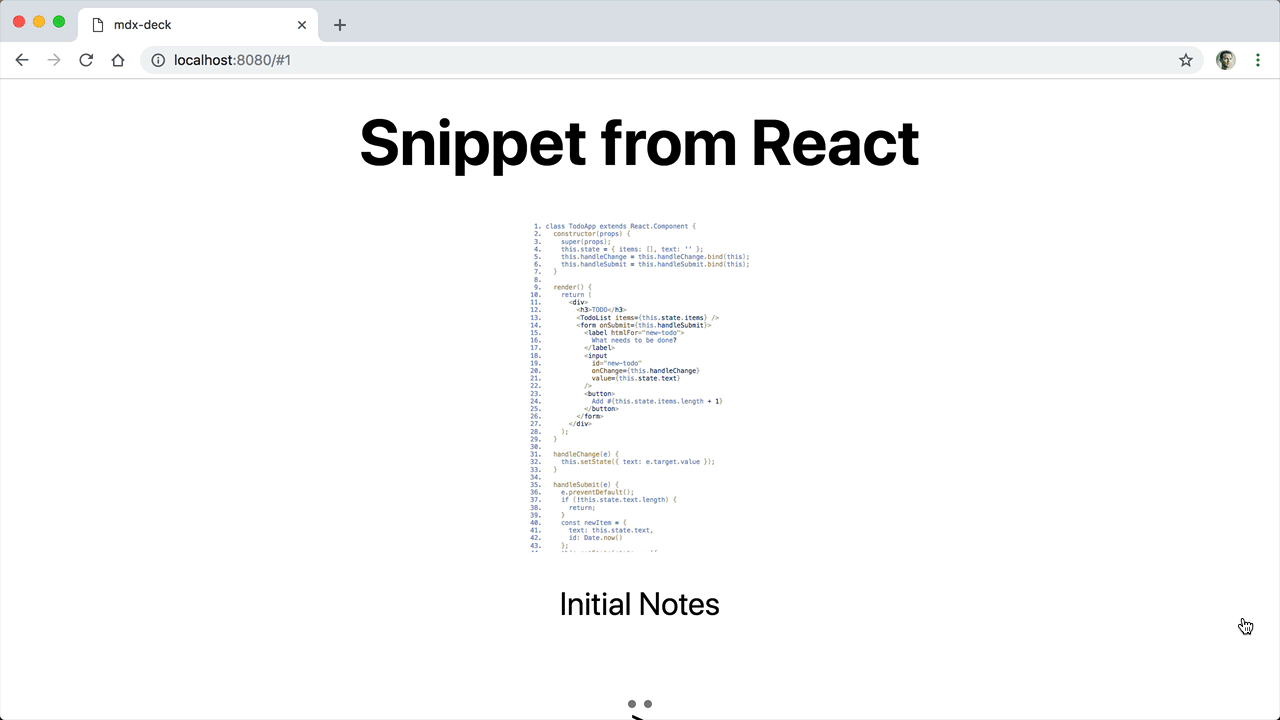 mdx-deck
localhost:8080/#1
Snippet from React
1. class TodoApp extends React.Component {
2. constructor(props) {
3. super(props);
4. this.state = { items: [], text: '' };
5. this.handleChange = this.handleChange.bind(this);
6. this.handleSubmit = this.handleSubmit.bind(this);
7. }
8.
9. render() {
10. return (
11. <div>
12. <h3>TODO</h3>
13. <TodoList items={this.state.items} />
14. <form onSubmit={this.handleSubmit}>
15. <label htmlFor="new-todo">
16. What needs to be done?
17. </label>
18. <input
19. id="new-todo"
20. onChange={this.handleChange}
21. value={this.state.text}
22. />
23. <button>
24. Add #{this.state.items.length + 1}
25. </button>
26. </form>
27. </div>
28. );
29. }
30.
31. handleChange(e) {
32. this.setState({ text: e.target.value });
33. }
34.
35. handleSubmit(e) {
36. e.preventDefault();
37. if (!this.state.text.length) {
38. return;
39. }
40. const newItem = {
41. text: this.state.text,
42. id: Date.now()
43. };
Initial Notes